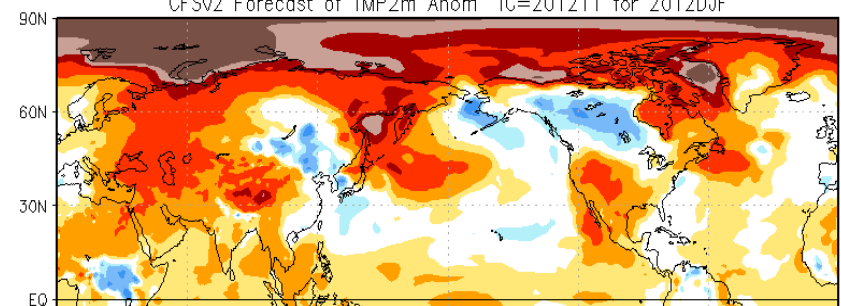 CFSv2 Forecast of TMP2m Anom IC=201211 for 2012DJF
90N
60N
30N
EQ